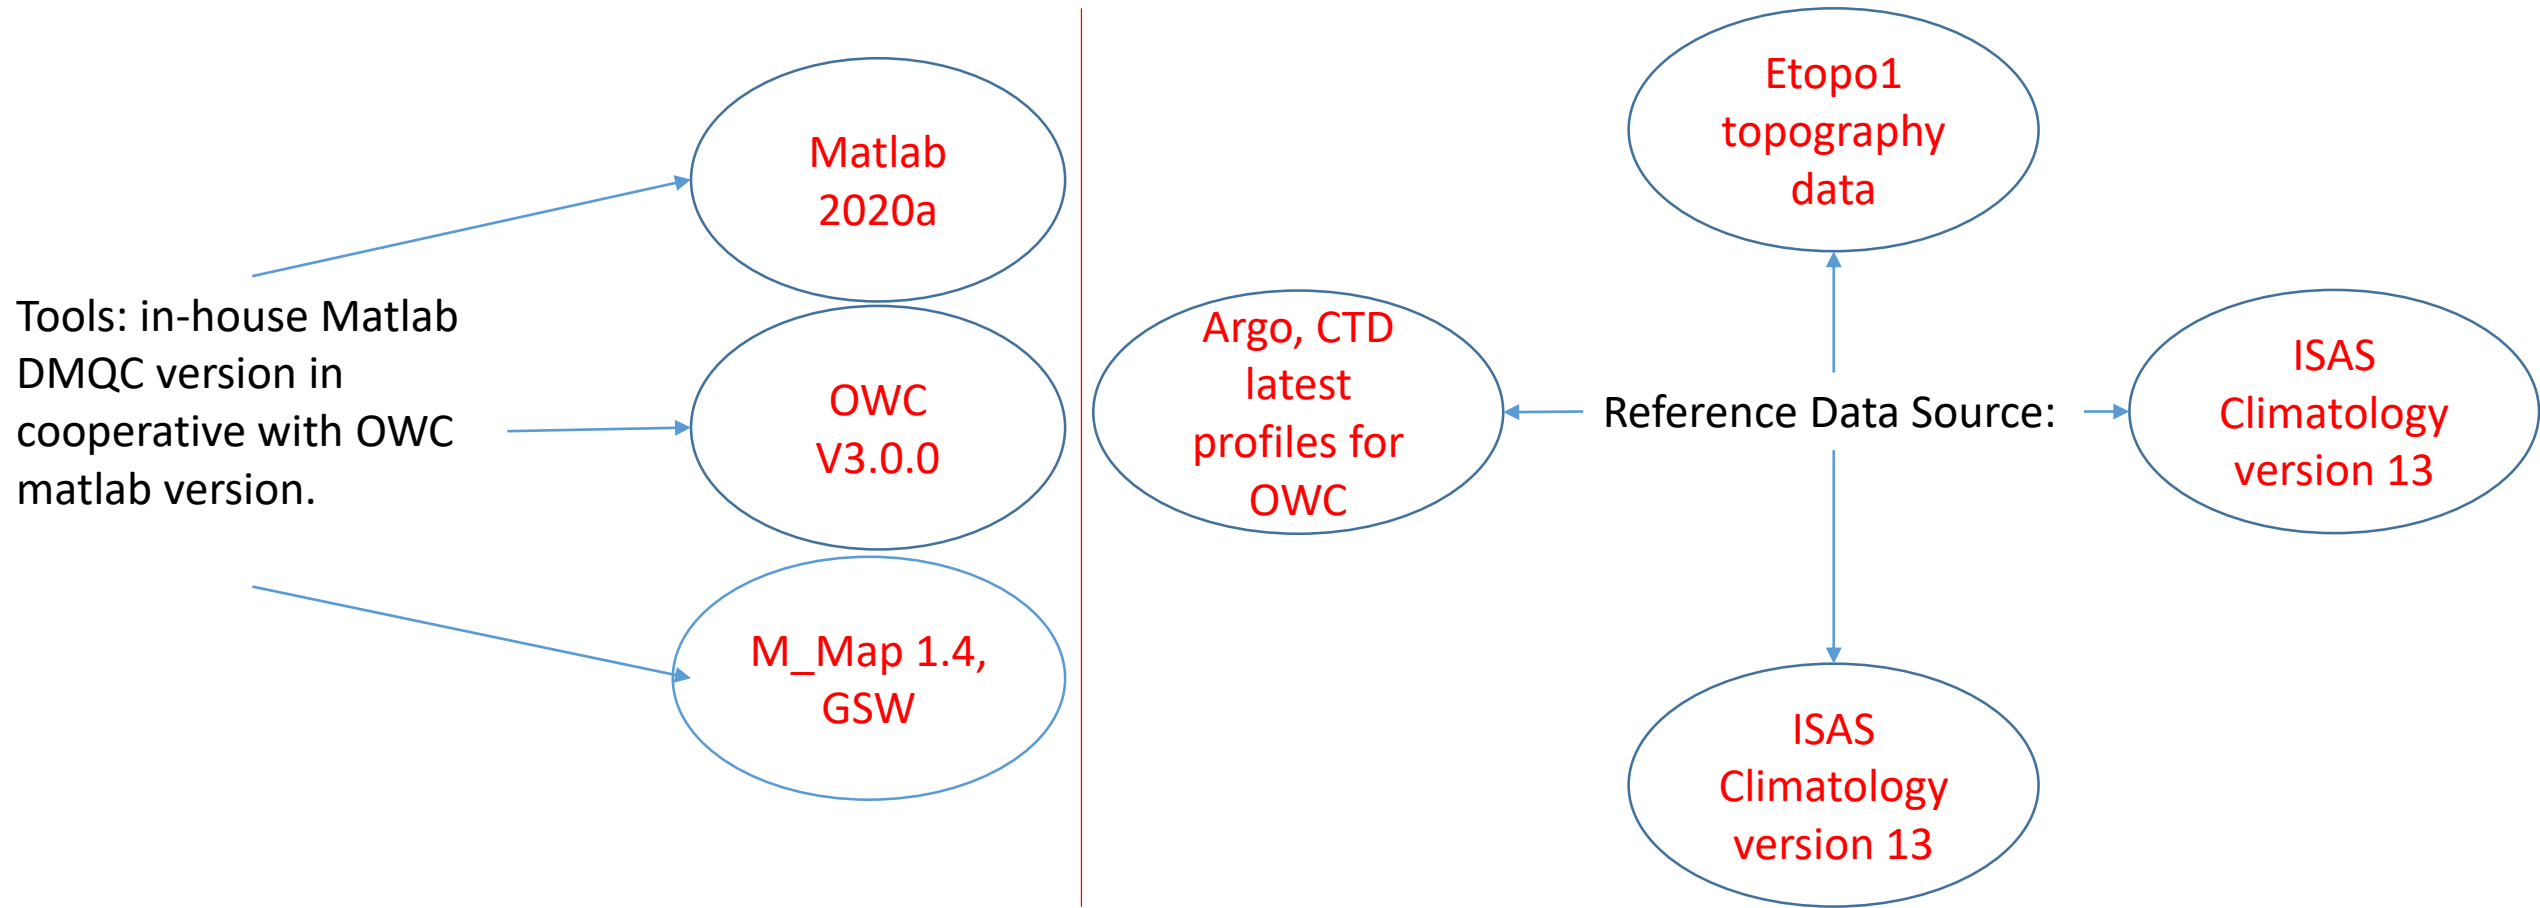 Tools: in-house Matlab
DMQC version in
cooperative with OWC
matlab version.
Matlab
2020a
OWC
V3.0.0
M_Map 1.4,
GSW
Etopo1
topography
data
Argo, CTD
latest
profiles for
OWC
Reference Data Source:
ISAS
Climatology
version 13
ISAS
Climatology
version 13